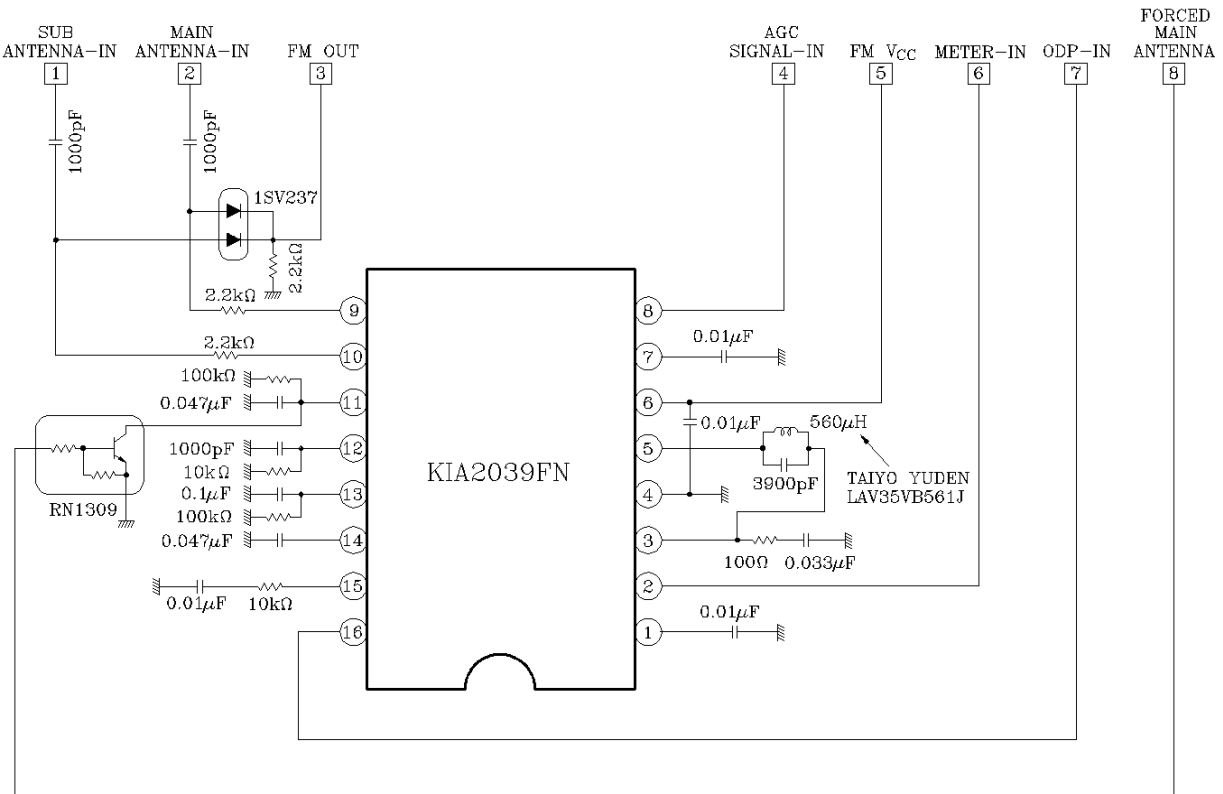 SUB
ANTENNA-IN
1
MAIN
ANTENNA-IN
2
FM OUT
3
AGC
SIGNAL-IN
4
FM VCC
5
METER-IN
6
ODP-IN
7
FORCED
MAIN
ANTENNA
8
1000pF
1000pF
1SV237
2.2kΩ
2.2kΩ
9
2.2kΩ
10
100kΩ
0.047μF
11
1000pF
12
10kΩ
0.1μF
13
100kΩ
0.047μF
14
15
0.01μF
10kΩ
16
RN1309
KIA2039FN
8
0.01μF
7
6
0.01μF
560μH
5
3900pF
TAIYO YUDEN
LAV35VB561J
4
3
100Ω
0.033μF
2
0.01μF
1